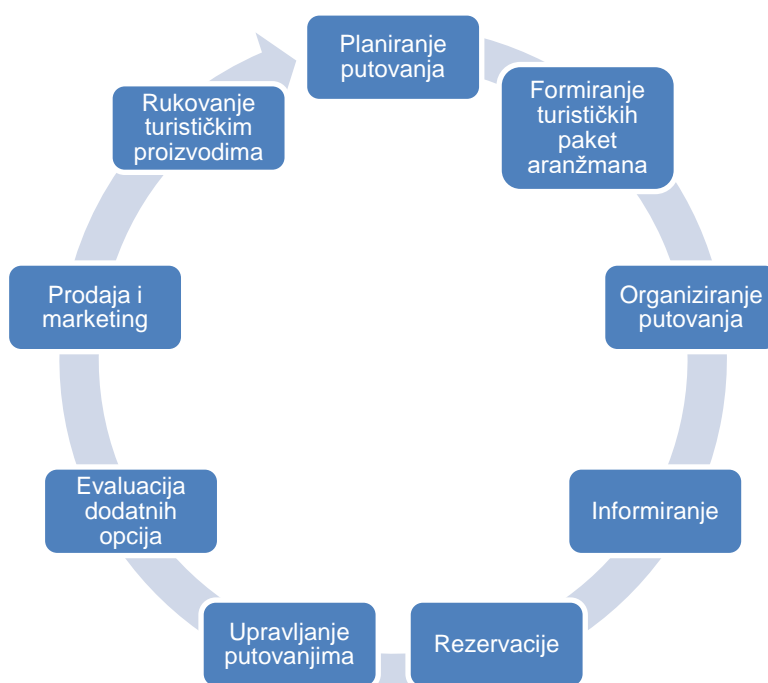 Planiranje
putovanja
Formiranje
turističkih
paket
aranžmana
Organiziranje
putovanja
Informiranje
Rezervacije
Upravljanje
putovanjima
Evaluacija
dodatnih
opcija
Prodaja i
marketing
Rukovanje
turističkim
proizvodima